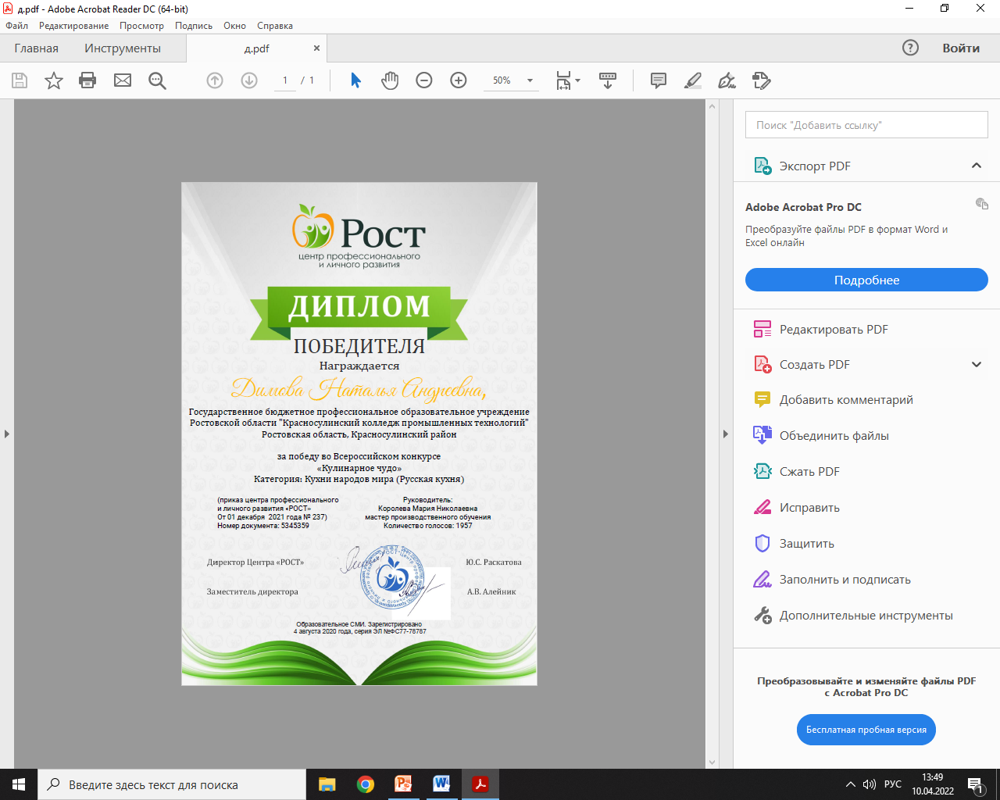 д.pdf - Adobe Acrobat Reader DC (64-bit)
Файл Редактирование Просмотр Подпись Окно Справка
Главная Инструменты д.pdf × Войти
1 / 1 50%
Поиск "Добавить ссылку"
Экспорт PDF
Adobe Acrobat Pro DC
Преобразуйте файлы PDF в формат Word и
Excel онлайн
Подробнее
Редактировать PDF
Создать PDF
Добавить комментарий
Объединить файлы
Сжать PDF
Исправить
Защитить
Заполнить и подписать
Дополнительные инструменты
Преобразовывайте и изменяйте файлы PDF
с Acrobat Pro DC
Бесплатная пробная версия
Рост
центр профессионального
и личного развития
ДИПЛОМ
ПОБЕДИТЕЛЯ
Награждается
Димова Наталья Андреевна,
Государственное бюджетное профессиональное образовательное учреждение
Ростовской области "Красносулинский колледж промышленных технологий"
Ростовская область, Красносулинский район
за победу во Всероссийском конкурсе
«Кулинарное чудо»
Категория: Кухни народов мира (Русская кухня)
(приказ центра профессионального
и личного развития «РОСТ»
От 01 декабря 2021 года № 237)
Номер документа: 5345359
Руководитель:
Королева Мария Николаевна
мастер производственного обучения
Количество голосов: 1957
Директор Центра «РОСТ» Ю.С. Раскатова
Заместитель директора А.В. Алейник
Образовательное СМИ. Зарегистрировано
4 августа 2020 года, серия ЭЛ №ФС77-78787
Введите здесь текст для поиска
РУС
13:49
10.04.2022
1